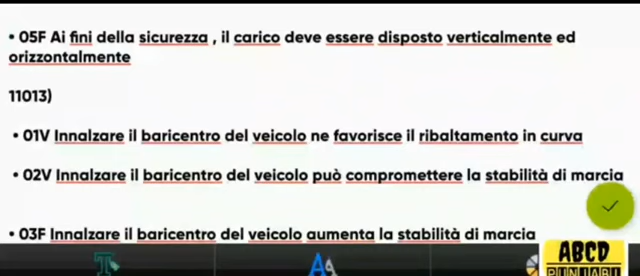 • 05F Ai fini della sicurezza , il carico deve essere disposto verticalmente ed
orizzontalmente
11013)
• 01V Innalzare il baricentro del veicolo ne favorisce il ribaltamento in curva
• 02V Innalzare il baricentro del veicolo può compromettere la stabilità di marcia
• 03F Innalzare il baricentro del veicolo aumenta la stabilità di marcia
ABCD
PUNJABI